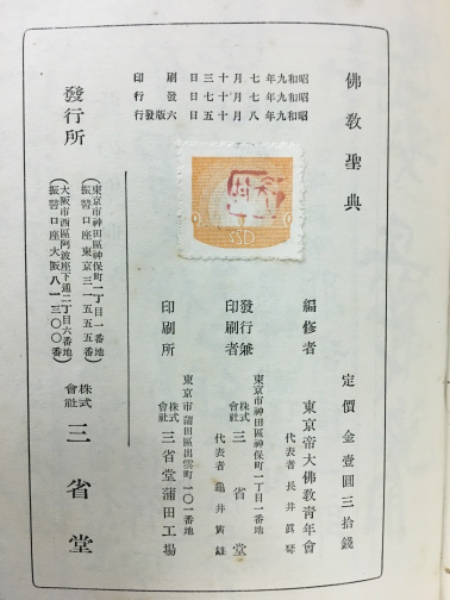 佛教聖典
昭和九年七月十三日印刷
昭和九年七月十七日發行
昭和九年八月十五日六版發行
定價 金壹圓三拾錢
編修者 東京帝大佛教青年會
代表者 長井眞琴
發行兼印刷者
東京市神田區神保町一丁目一番地
株式會社 三省堂
代表者 龜井寅雄
印刷所
東京市蒲田區出雲町一〇一番地
株式會社 三省堂蒲田工場
發行所
東京市神田區神保町一丁目一番地
(振替口座東京三一五五五番)
大阪市西區阿波座下通二丁目六番地
(振替口座大阪八一三〇〇番)
株式會社 三省堂